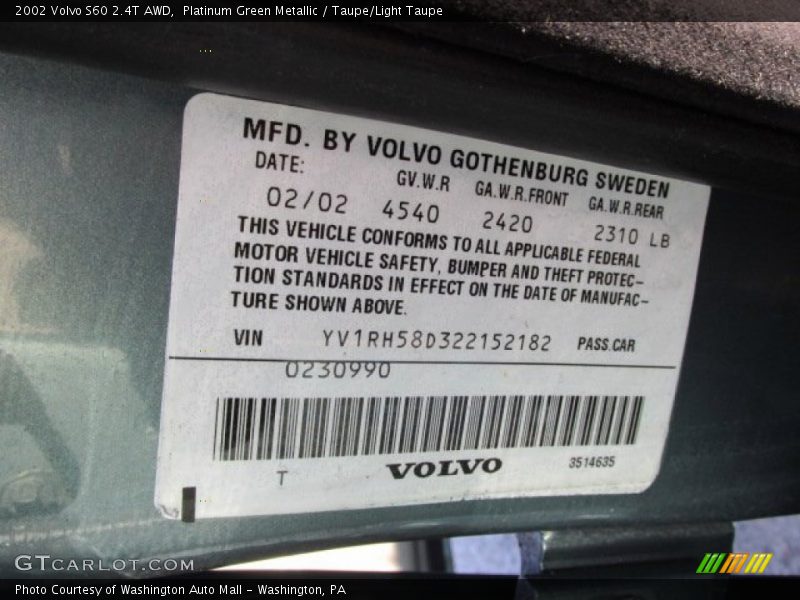 2002 Volvo S60 2.4T AWD,  Platinum Green Metallic / Taupe/Light Taupe
MFD. BY VOLVO GOTHENBURG SWEDEN
DATE: GV.W.R GA.W.R.FRONT GA.W.R.REAR
02/02 4540 2420 2310 LB
THIS VEHICLE CONFORMS TO ALL APPLICABLE FEDERAL
MOTOR VEHICLE SAFETY, BUMPER AND THEFT PROTEC-
TION STANDARDS IN EFFECT ON THE DATE OF MANUFAC-
TURE SHOWN ABOVE.
VIN YV1RH58D322152182 PASS.CAR
0230990
T VOLVO 3514635
GTCARLOT.COM
Photo Courtesy of Washington Auto Mall - Washington, PA